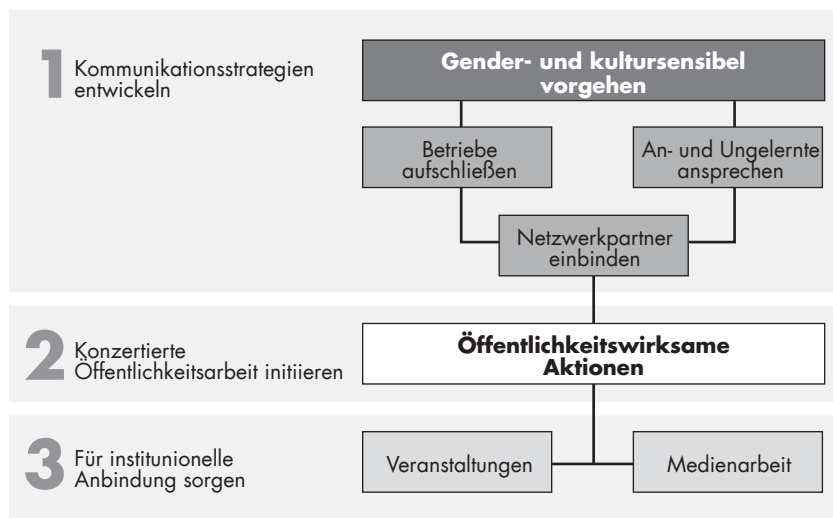 1 Kommunikationsstrategien
entwickeln
Gender- und kultursensibel
vorgehen
Betriebe
aufschließen
An- und Ungelernte
ansprechen
Netzwerkpartner
einbinden
2 Konzertierte
Öffentlichkeitsarbeit initiieren
Öffentlichkeitswirksame
Aktionen
3 Für institunionelle
Anbindung sorgen
Veranstaltungen
Medienarbeit